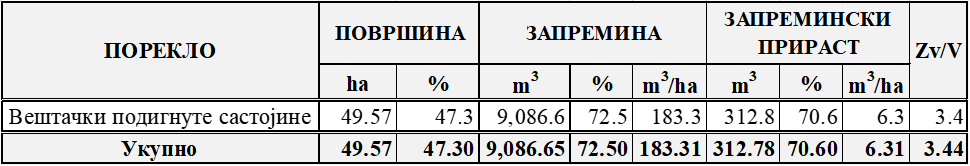 ПОРЕКЛО ПОВРШИНА ЗАПРЕМИНА ЗАПРЕМИНСКИ ПРИРАСТ Zv/V
ha % m³ % m³/ha m³ % m³/ha
Вештачки подигнуте састојине 49.57 47.3 9,086.6 72.5 183.3 312.8 70.6 6.3 3.4
Укупно 49.57 47.30 9,086.65 72.50 183.31 312.78 70.60 6.31 3.44